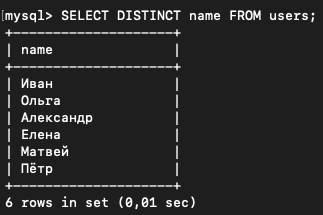 [mysql> SELECT DISTINCT name FROM users;
+--------------------+
| name               |
+--------------------+
| Иван               |
| Ольга              |
| Александр          |
| Елена              |
| Матвей             |
| Пётр               |
+--------------------+
6 rows in set (0,01 sec)